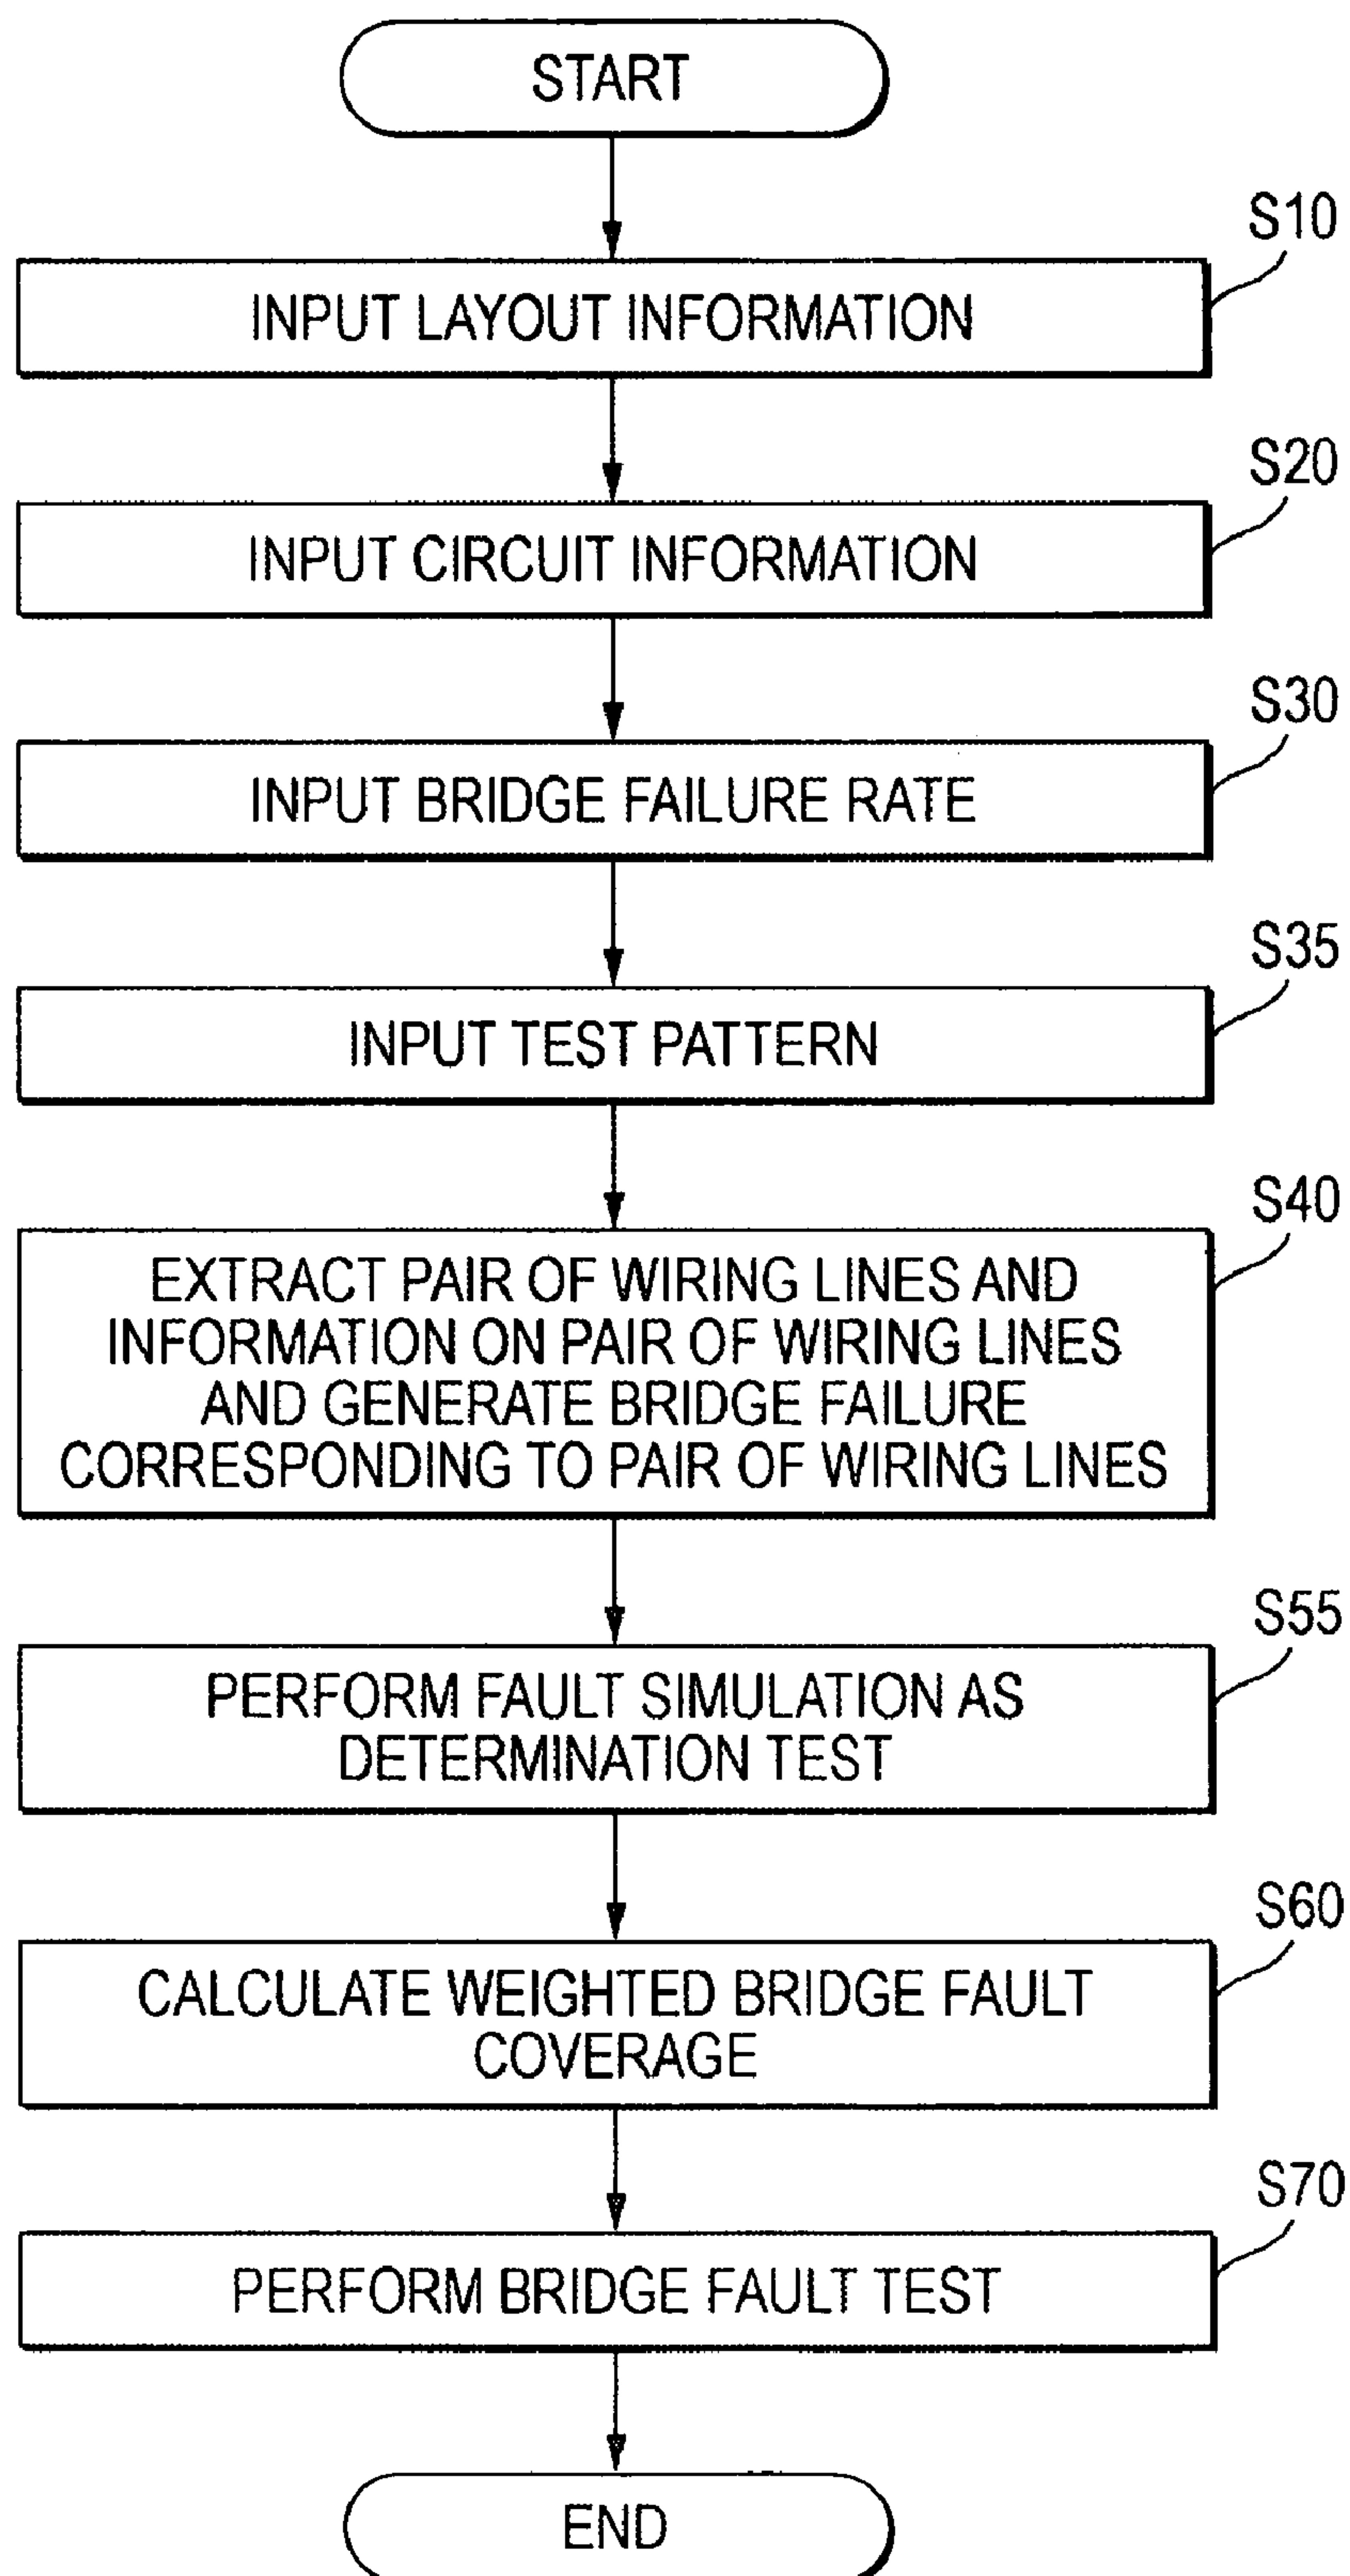 START
S10
INPUT LAYOUT INFORMATION
S20
INPUT CIRCUIT INFORMATION
S30
INPUT BRIDGE FAILURE RATE
S35
INPUT TEST PATTERN
S40
EXTRACT PAIR OF WIRING LINES AND
INFORMATION ON PAIR OF WIRING LINES
AND GENERATE BRIDGE FAILURE
CORRESPONDING TO PAIR OF WIRING LINES
S55
PERFORM FAULT SIMULATION AS
DETERMINATION TEST
S60
CALCULATE WEIGHTED BRIDGE FAULT
COVERAGE
S70
PERFORM BRIDGE FAULT TEST
END